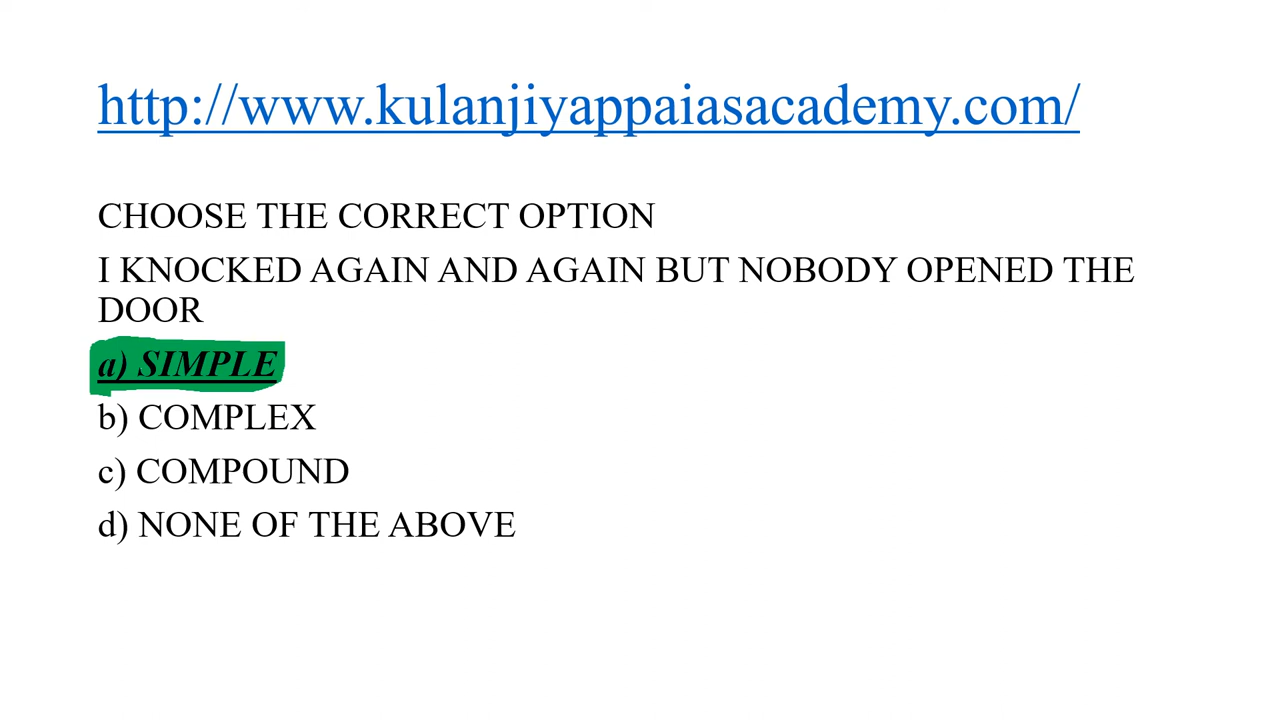 http://www.kulanjiyappaiasacademy.com/
CHOOSE THE CORRECT OPTION
I KNOCKED AGAIN AND AGAIN BUT NOBODY OPENED THE
DOOR
a) SIMPLE
b) COMPLEX
c) COMPOUND
d) NONE OF THE ABOVE